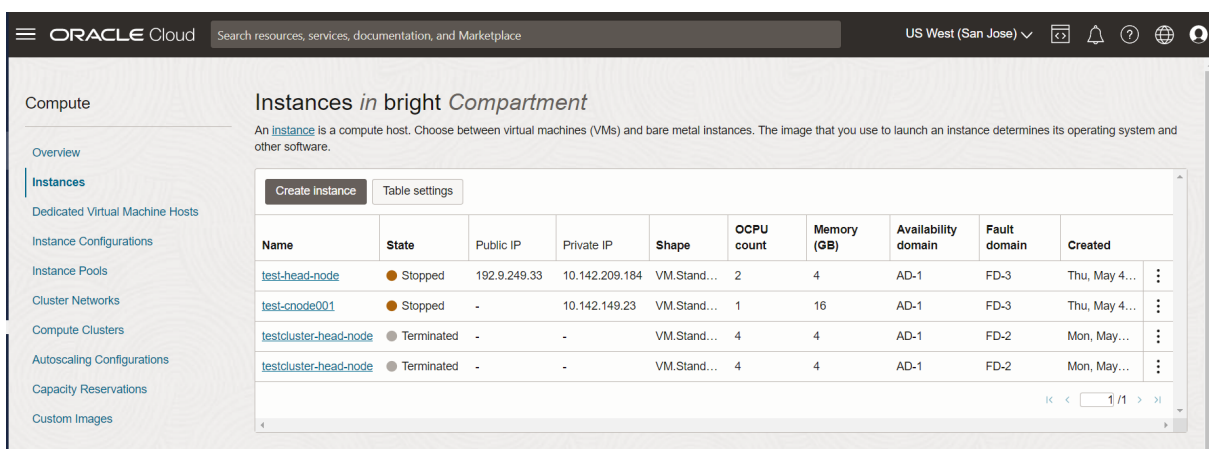 ORACLE Cloud
Search resources, services, documentation, and Marketplace
US West (San Jose)
Compute
Overview
Instances
Dedicated Virtual Machine Hosts
Instance Configurations
Instance Pools
Cluster Networks
Compute Clusters
Autoscaling Configurations
Capacity Reservations
Custom Images
Instances in bright Compartment
An instance is a compute host. Choose between virtual machines (VMs) and bare metal instances. The image that you use to launch an instance determines its operating system and
other software.
Create instance Table settings
Name State Public IP Private IP Shape OCPU count Memory (GB) Availability domain Fault domain Created
test-head-node Stopped 192.9.249.33 10.142.209.184 VM.Stand... 2 4 AD-1 FD-3 Thu, May 4...
test-cnode001 Stopped - 10.142.149.23 VM.Stand... 1 16 AD-1 FD-3 Thu, May 4...
testcluster-head-node Terminated - - VM.Stand... 4 4 AD-1 FD-2 Mon, May...
testcluster-head-node Terminated - - VM.Stand... 4 4 AD-1 FD-2 Mon, May...
1 /1